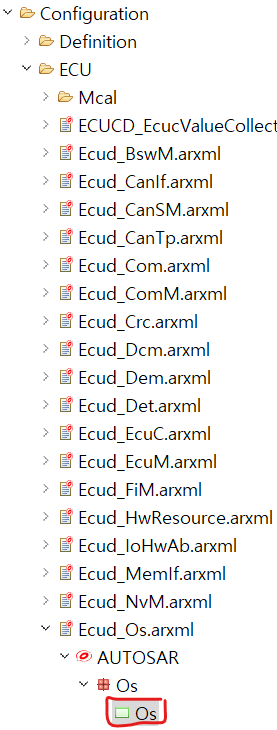 Configuration
Definition
ECU
Mcal
ECUCD_EcucValueCollect
Ecud_BswM.arxml
Ecud_CanIf.arxml
Ecud_CanSM.arxml
Ecud_CanTp.arxml
Ecud_Com.arxml
Ecud_ComM.arxml
Ecud_Crc.arxml
Ecud_Dcm.arxml
Ecud_Dem.arxml
Ecud_Det.arxml
Ecud_EcuC.arxml
Ecud_EcuM.arxml
Ecud_FiM.arxml
Ecud_HwResource.arxml
Ecud_IoHwAb.arxml
Ecud_MemIf.arxml
Ecud_NvM.arxml
Ecud_Os.arxml
AUTOSAR
Os
Os